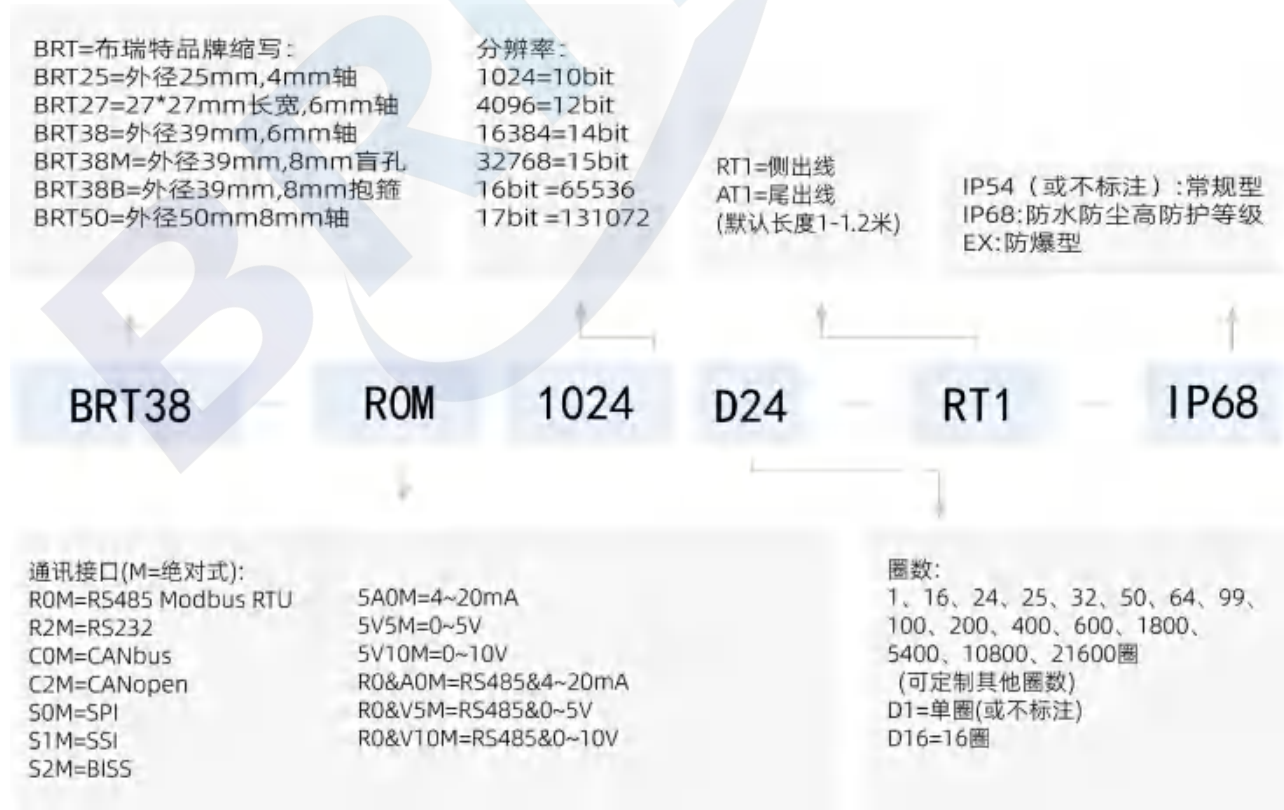 BRT=布瑞特品牌缩写:
BRT25=外径25mm,4mm轴
BRT27=27*27mm长宽,6mm轴
BRT38=外径39mm,6mm轴
BRT38M=外径39mm,8mm盲孔
BRT38B=外径39mm,8mm抱箍
BRT50=外径50mm8mm轴
分辨率:
1024=10bit
4096=12bit
16384=14bit
32768=15bit
16bit =65536
17bit =131072
RT1=侧出线
AT1=尾出线
(默认长度1-1.2米)
IP54（或不标注）:常规型
IP68:防水防尘高防护等级
EX:防爆型
BRT38 - ROM 1024 D24 - RT1 - IP68
通讯接口(M=绝对式):
R0M=RS485 Modbus RTU
R2M=RS232
C0M=CANbus
C2M=CANopen
S0M=SPI
S1M=SSI
S2M=BISS
5A0M=4~20mA
5V5M=0~5V
5V10M=0~10V
R0&A0M=RS485&4~20mA
R0&V5M=RS485&0~5V
R0&V10M=RS485&0~10V
圈数:
1、16、24、25、32、50、64、99、
100、200、400、600、1800、
5400、10800、21600圈
(可定制其他圈数)
D1=单圈(或不标注)
D16=16圈